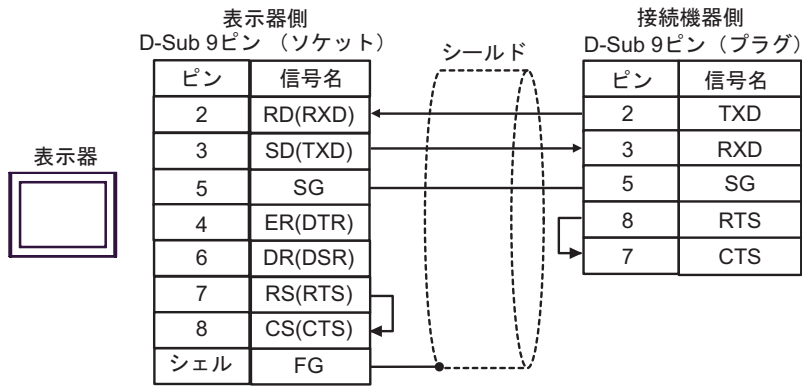 表示器側
D-Sub 9ピン （ソケット）
ピン 信号名
2 RD(RXD)
3 SD(TXD)
5 SG
4 ER(DTR)
6 DR(DSR)
7 RS(RTS)
8 CS(CTS)
シェル FG
表示器
シールド
接続機器側
D-Sub 9ピン（プラグ）
ピン 信号名
2 TXD
3 RXD
5 SG
8 RTS
7 CTS